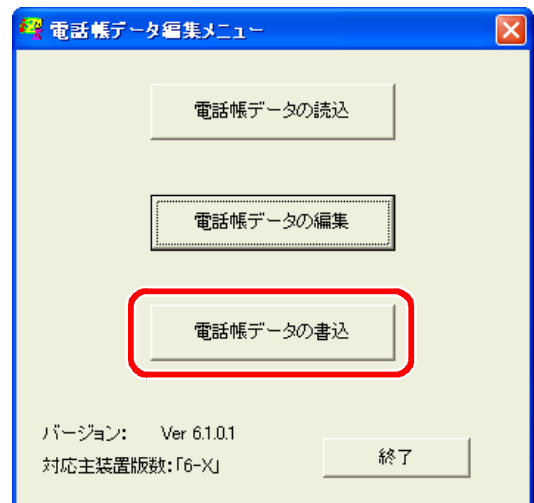 電話帳データ編集メニュー
電話帳データの読込
電話帳データの編集
電話帳データの書込
バージョン: Ver 6.1.0.1
対応主装置版数:「6-X」
終了